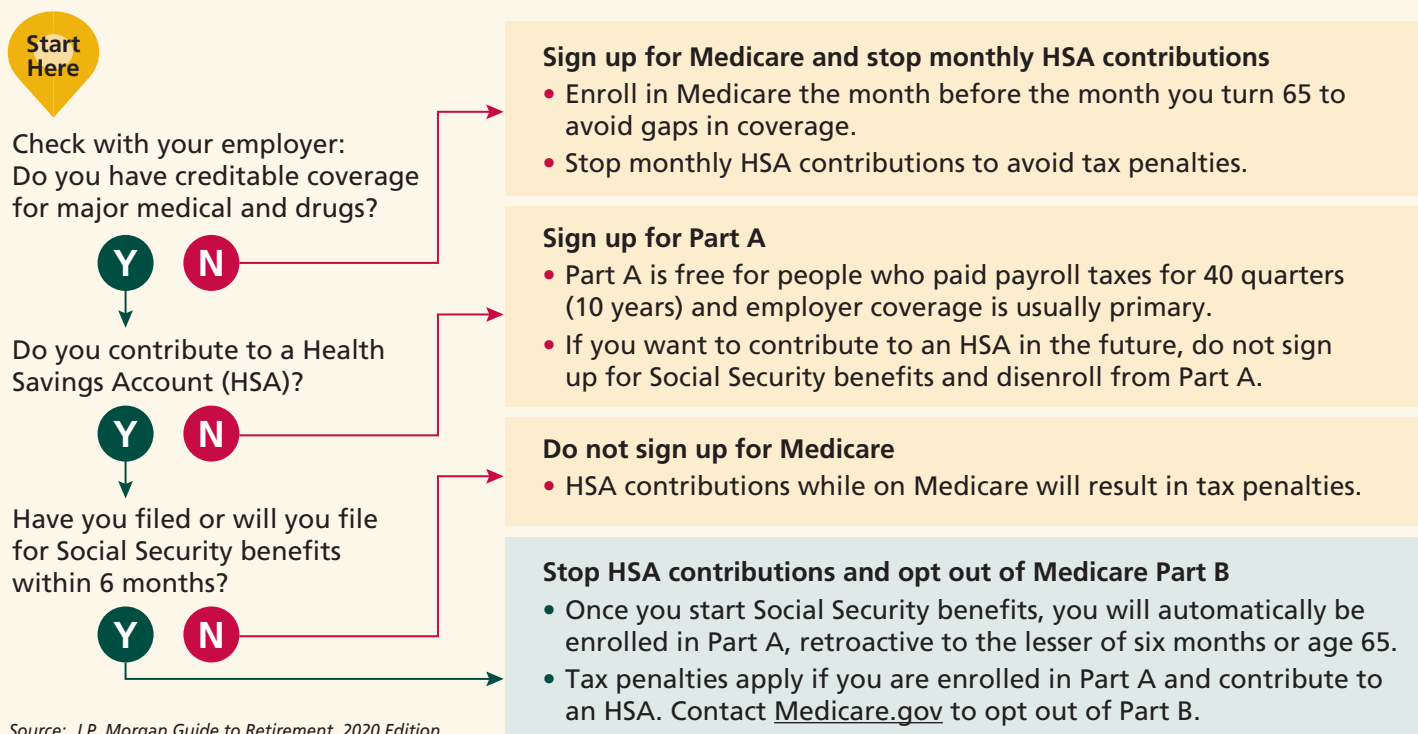 Start
Here
Check with your employer:
Do you have creditable coverage
for major medical and drugs?
Y N
Do you contribute to a Health
Savings Account (HSA)?
Y N
Have you filed or will you file
for Social Security benefits
within 6 months?
Y N
Sign up for Medicare and stop monthly HSA contributions
• Enroll in Medicare the month before the month you turn 65 to
avoid gaps in coverage.
• Stop monthly HSA contributions to avoid tax penalties.
Sign up for Part A
• Part A is free for people who paid payroll taxes for 40 quarters
(10 years) and employer coverage is usually primary.
• If you want to contribute to an HSA in the future, do not sign
up for Social Security benefits and disenroll from Part A.
Do not sign up for Medicare
• HSA contributions while on Medicare will result in tax penalties.
Stop HSA contributions and opt out of Medicare Part B
• Once you start Social Security benefits, you will automatically be
enrolled in Part A, retroactive to the lesser of six months or age 65.
• Tax penalties apply if you are enrolled in Part A and contribute to
an HSA. Contact Medicare.gov to opt out of Part B.
Source: J.P. Morgan Guide to Retirement, 2020 Edition